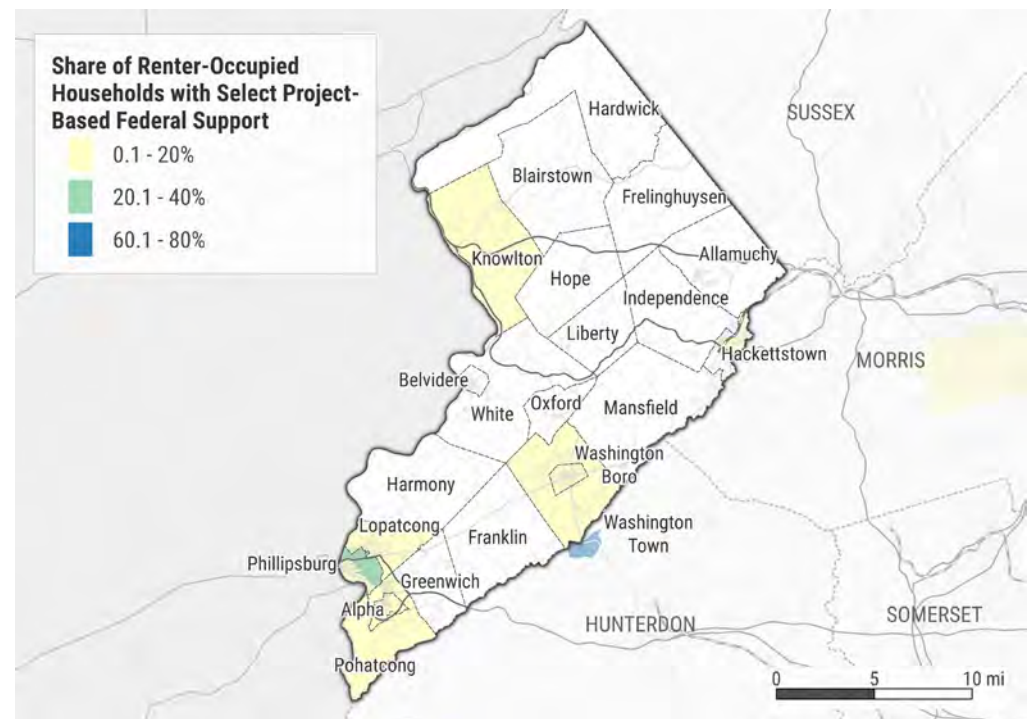 Share of Renter-Occupied
Households with Select Project-
Based Federal Support
0.1 - 20%
20.1 - 40%
60.1 - 80%
Hardwick
SUSSEX
Blairstown
Frelinghuysen
Knowlton
Allamuchy
Hope
Independence
Liberty
Hackettstown
MORRIS
Belvidere
Oxford
White
Mansfield
Washington
Boro
Harmony
Lopatcong
Franklin
Washington
Town
Phillipsburg
Greenwich
Alpha
HUNTERDON
SOMERSET
Pohatcong
0 5 10 mi